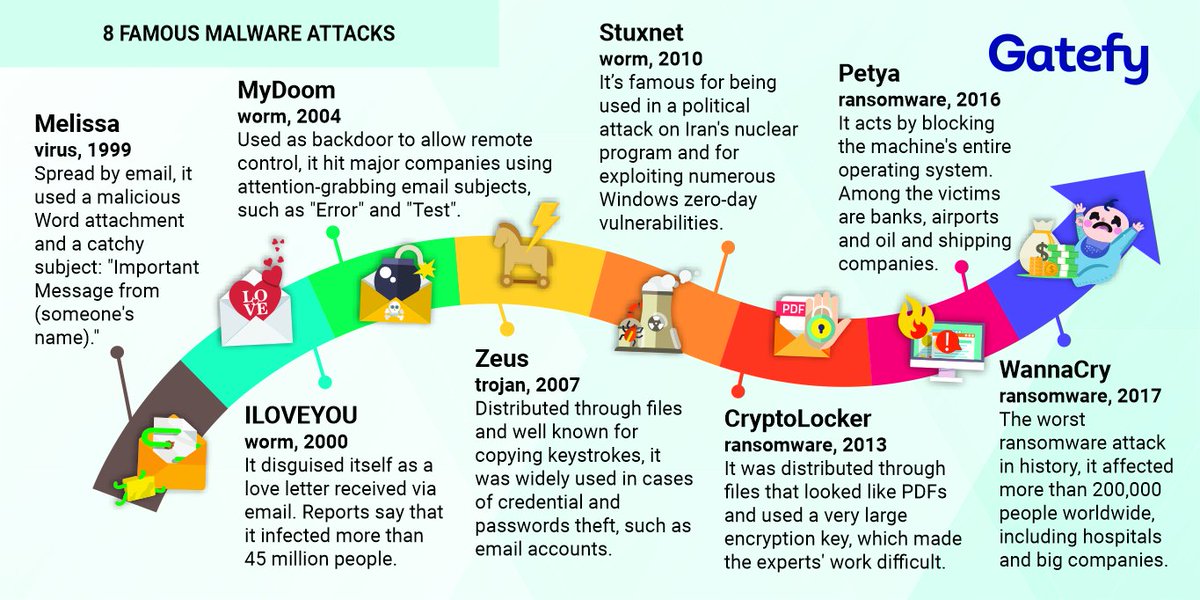 8 FAMOUS MALWARE ATTACKS
Gatefy
Melissa
virus, 1999
Spread by email, it
used a malicious
Word attachment
and a catchy
subject: "Important
Message from
(someone's
name)."
LO
VE
ILOVEYOU
worm, 2000
It disguised itself as a
love letter received via
email. Reports say that
it infected more than
45 million people.
MyDoom
worm, 2004
Used as backdoor to allow remote
control, it hit major companies using
attention-grabbing email subjects,
such as "Error" and "Test".
Zeus
trojan, 2007
Distributed through files
and well known for
copying keystrokes, it
was widely used in cases
of credential and
passwords theft, such as
email accounts.
Stuxnet
worm, 2010
It's famous for being
used in a political
attack on Iran's nuclear
program and for
exploiting numerous
Windows zero-day
vulnerabilities.
PDF
CryptoLocker
ransomware, 2013
It was distributed through
files that looked like PDFs
and used a very large
encryption key, which made
the experts' work difficult.
Petya
ransomware, 2016
It acts by blocking
the machine's entire
operating system.
Among the victims
are banks, airports
and oil and shipping
companies.
!
$
WannaCry
ransomware, 2017
The worst
ransomware attack
in history, it affected
more than 200,000
people worldwide,
including hospitals
and big companies.